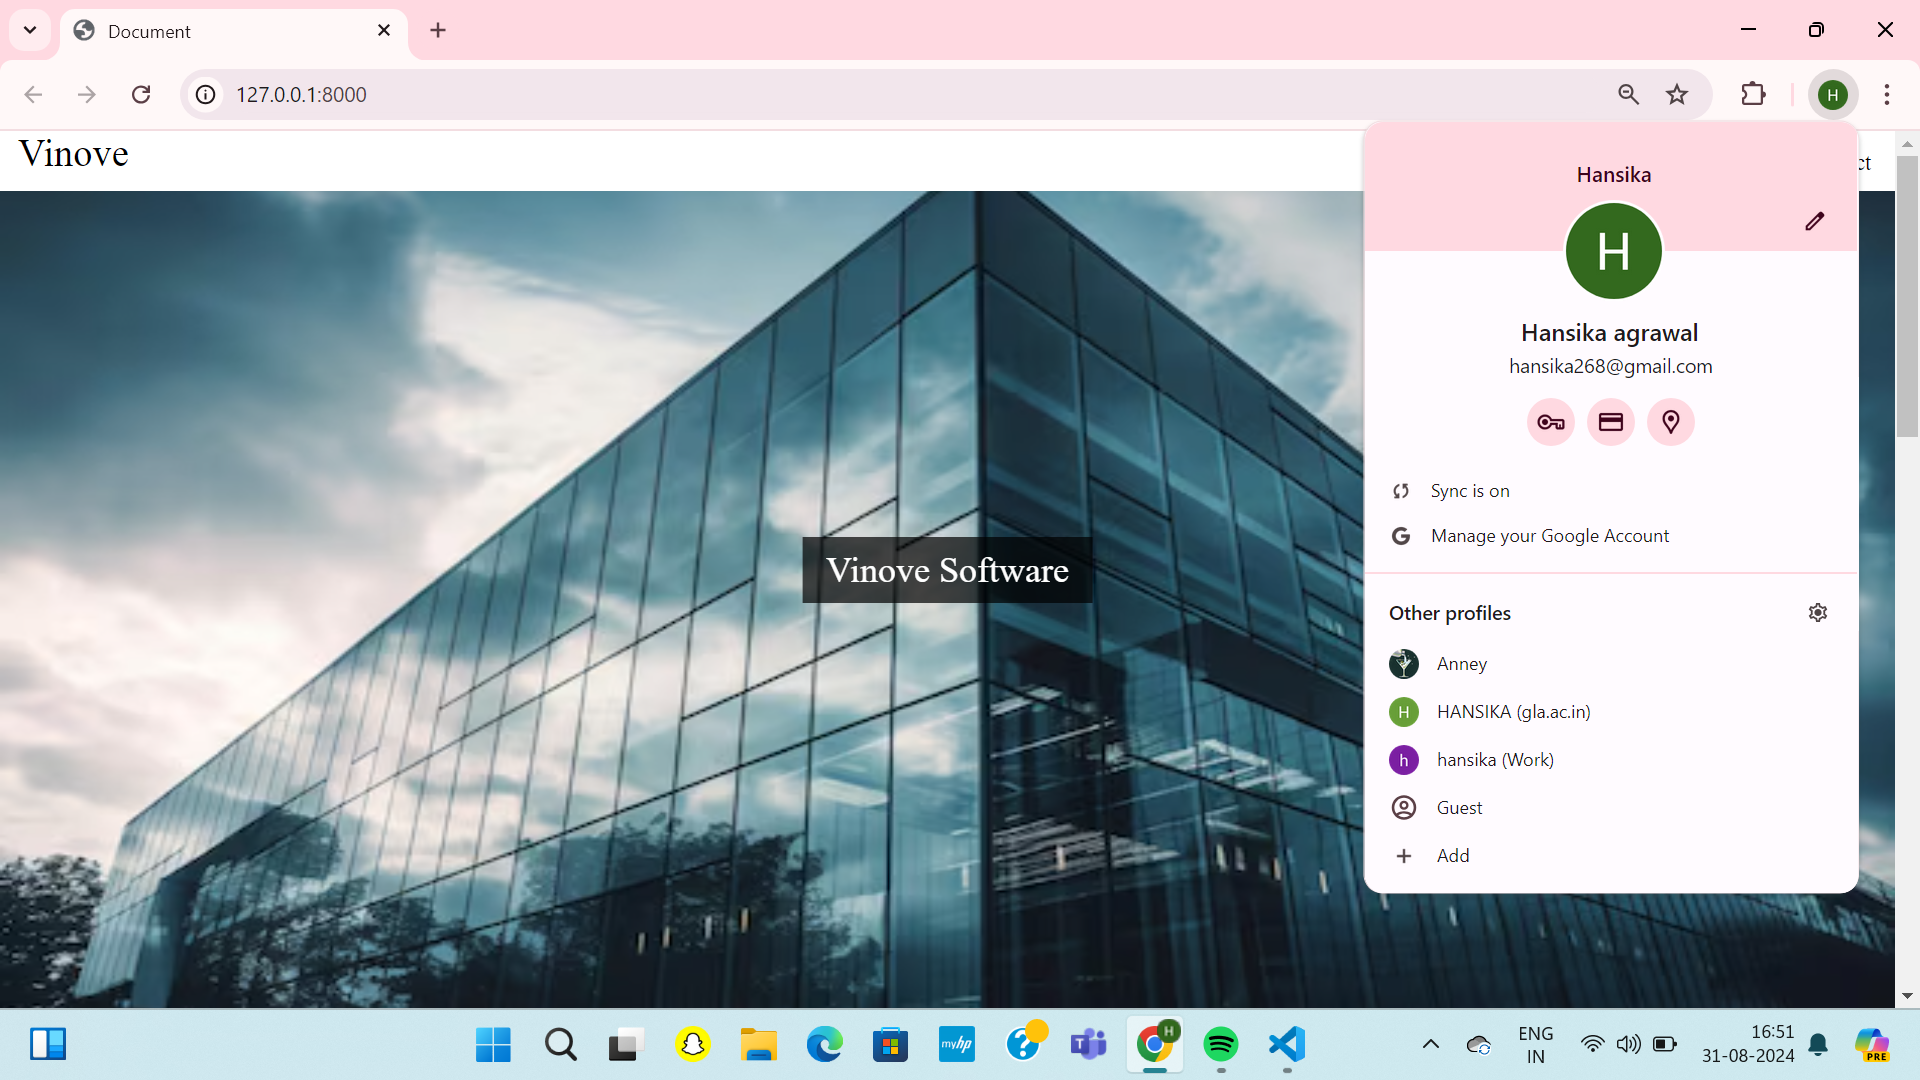 Document
127.0.0.1:8000
H
Vinove
ct
Hansika
H
Hansika agrawal
hansika268@gmail.com
Sync is on
Manage your Google Account
Other profiles
Anney
H HANSIKA (gla.ac.in)
h hansika (Work)
Guest
Add
Vinove Software
myhp
T
H
ENG
IN
16:51
31-08-2024
PRE